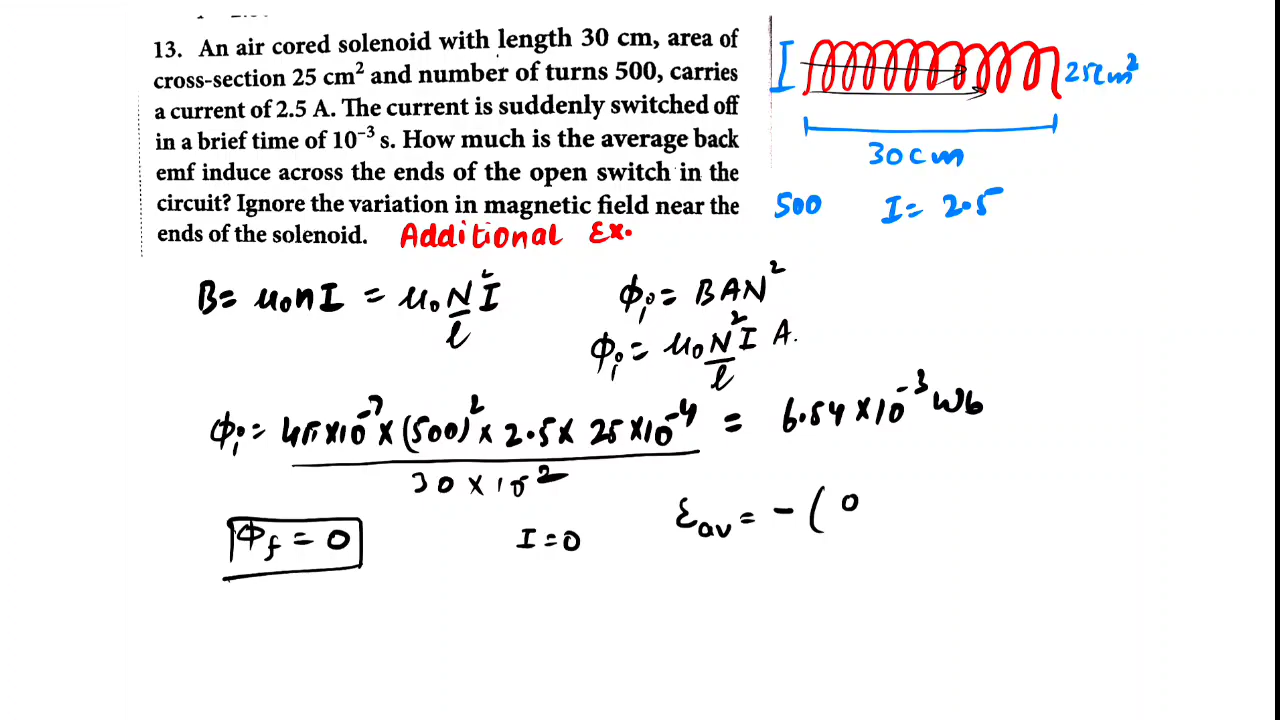 13. An air cored solenoid with length 30 cm, area of
cross-section 25 cm² and number of turns 500, carries
a current of 2.5 A. The current is suddenly switched off
in a brief time of 10⁻³ s. How much is the average back
emf induce across the ends of the open switch in the
circuit? Ignore the variation in magnetic field near the
ends of the solenoid. Additional Ex.
I 25cm²
30cm
500 I= 2.5
B= μ₀nI = μ₀N²I/l
ϕᵢ= BAN²
ϕᵢ= μ₀N²I/l A.
ϕᵢ= 4π×10⁻⁷×(500)²×2.5×25×10⁻⁴/30×10⁻² = 6.54×10⁻³ Wb
ϕf = 0 I=0 Ɛav = -( 0